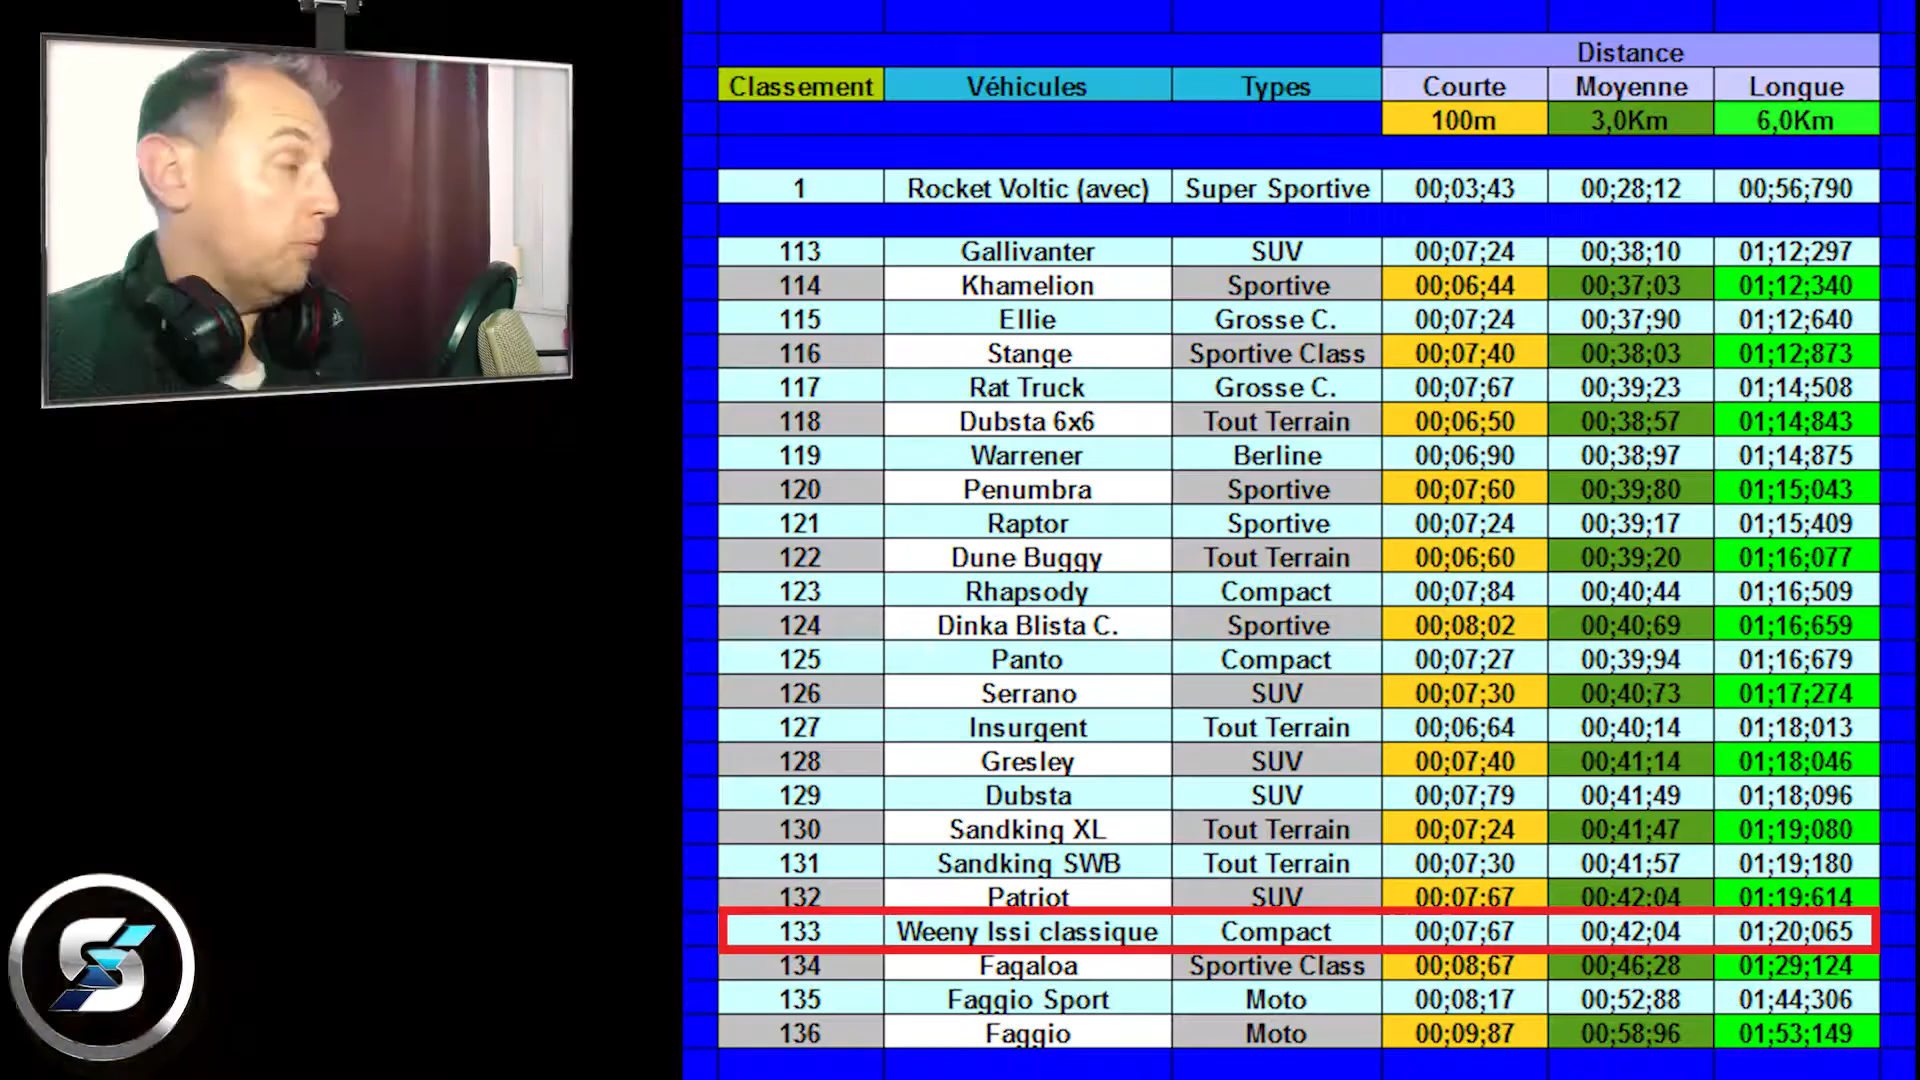 Distance
Classement Véhicules Types Courte Moyenne Longue
100m 3,0Km 6,0Km
1 Rocket Voltic (avec) Super Sportive 00;03;43 00;28;12 00;56;790
113 Gallivanter SUV 00;07;24 00;38;10 01;12;297
114 Khamelion Sportive 00;06;44 00;37;03 01;12;340
115 Ellie Grosse C. 00;07;24 00;37;90 01;12;640
116 Stange Sportive Class 00;07;40 00;38;03 01;12;873
117 Rat Truck Grosse C. 00;07;67 00;39;23 01;14;508
118 Dubsta 6x6 Tout Terrain 00;06;50 00;38;57 01;14;843
119 Warrener Berline 00;06;90 00;38;97 01;14;875
120 Penumbra Sportive 00;07;60 00;39;80 01;15;043
121 Raptor Sportive 00;07;24 00;39;17 01;15;409
122 Dune Buggy Tout Terrain 00;06;60 00;39;20 01;16;077
123 Rhapsody Compact 00;07;84 00;40;44 01;16;509
124 Dinka Blista C. Sportive 00;08;02 00;40;69 01;16;659
125 Panto Compact 00;07;27 00;39;94 01;16;679
126 Serrano SUV 00;07;30 00;40;73 01;17;274
127 Insurgent Tout Terrain 00;06;64 00;40;14 01;18;013
128 Gresley SUV 00;07;40 00;41;14 01;18;046
129 Dubsta SUV 00;07;79 00;41;49 01;18;096
130 Sandking XL Tout Terrain 00;07;24 00;41;47 01;19;080
131 Sandking SWB Tout Terrain 00;07;30 00;41;57 01;19;180
132 Patriot SUV 00;07;67 00;42;04 01;19;614
133 Weeny Issi classique Compact 00;07;67 00;42;04 01;20;065
134 Fagaloa Sportive Class 00;08;67 00;46;28 01;29;124
135 Faggio Sport Moto 00;08;17 00;52;88 01;44;306
136 Faggio Moto 00;09;87 00;58;96 01;53;149
S